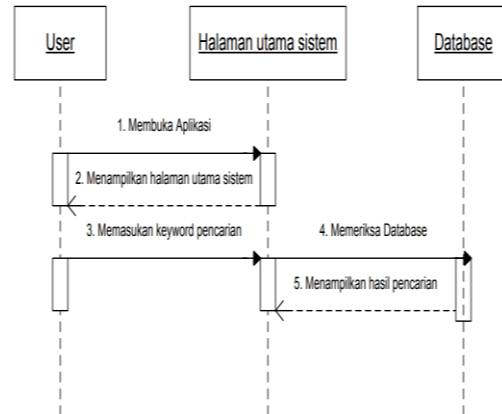 User
Halaman utama sistem
Database
1. Membuka Aplikasi
2. Menampilkan halaman utama sistem
3. Memasukan keyword pencarian
4. Memeriksa Database
5. Menampilkan hasil pencarian